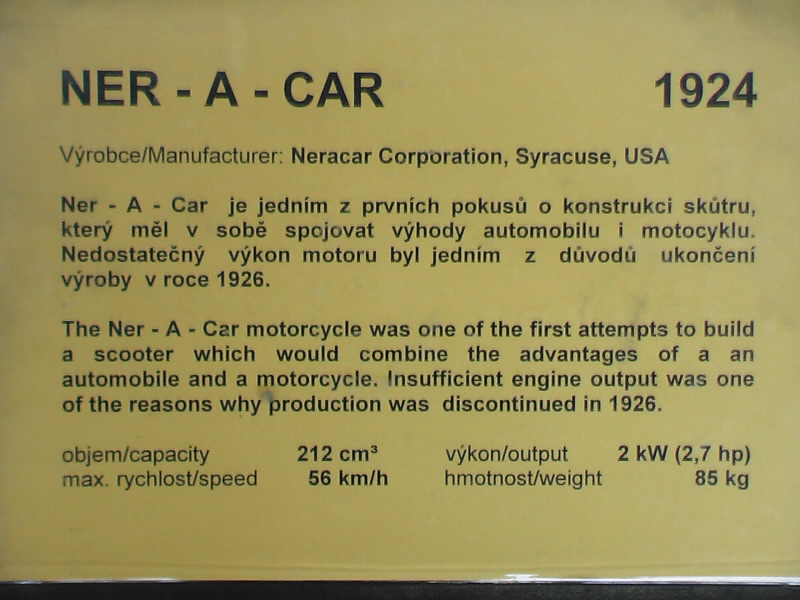 NER - A - CAR 1924
Výrobce/Manufacturer: Neracar Corporation, Syracuse, USA
Ner - A - Car je jedním z prvních pokusů o konstrukci skůtru,
který měl v sobě spojovat výhody automobilu i motocyklu.
Nedostatečný výkon motoru byl jedním z důvodů ukončení
výroby v roce 1926.
The Ner - A - Car motorcycle was one of the first attempts to build
a scooter which would combine the advantages of a an
automobile and a motorcycle. Insufficient engine output was one
of the reasons why production was discontinued in 1926.
objem/capacity 212 cm³ výkon/output 2 kW (2,7 hp)
max. rychlost/speed 56 km/h hmotnost/weight 85 kg